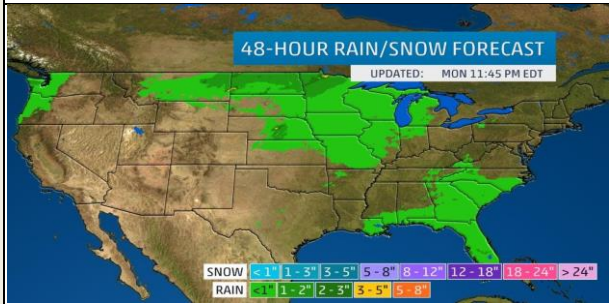 48-HOUR RAIN/SNOW FORECAST
UPDATED: MON 11:45 PM EDT
SNOW <1" 1 - 3" 3 - 5" 5 - 8" 8 - 12" 12 - 18" 18 - 24" > 24"
RAIN <1" 1 - 2" 2 - 3" 3 - 5" 5 - 8"